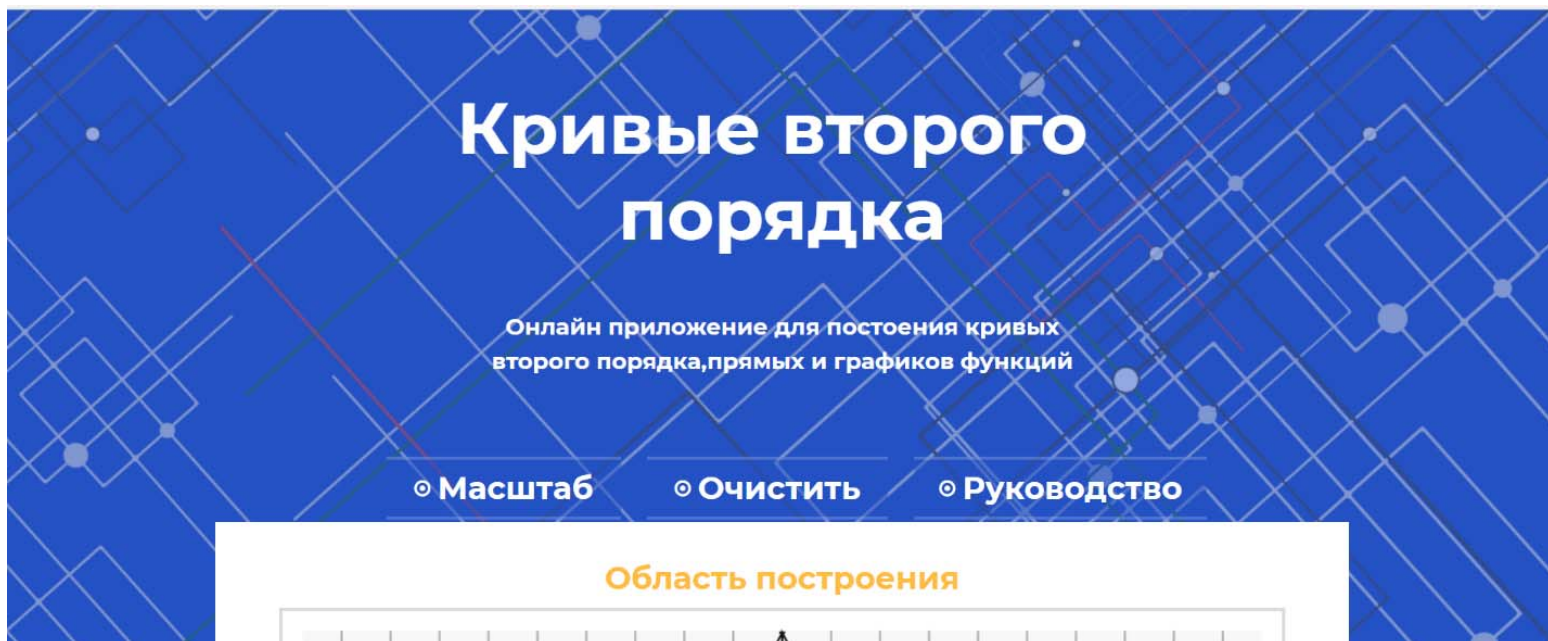 Кривые второго
порядка
Онлайн приложение для постоения кривых
второго порядка,прямых и графиков функций
Масштаб Очистить Руководство
Область построения